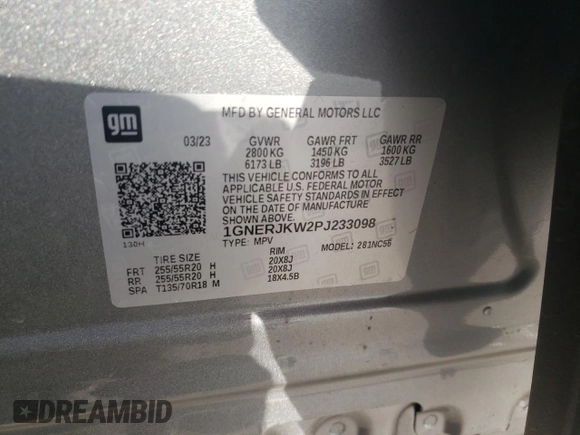 gm
MFD BY GENERAL MOTORS LLC
03/23 GVWR GAWR FRT GAWR RR
2800 KG 1450 KG 1600 KG
6173 LB 3196 LB 3527 LB
THIS VEHICLE CONFORMS TO ALL
APPLICABLE U.S. FEDERAL MOTOR
VEHICLE SAFETY STANDARDS IN EFFECT
ON THE DATE OF MANUFACTURE
SHOWN ABOVE.
1GNERJKW2PJ233098
TYPE: MPV MODEL: 281NC56
130H
TIRE SIZE RIM
FRT 255/55R20 H 20X8J
RR 255/55R20 H 20X8J
SPA T135/70R18 M 18X4.5B
DREAMBID